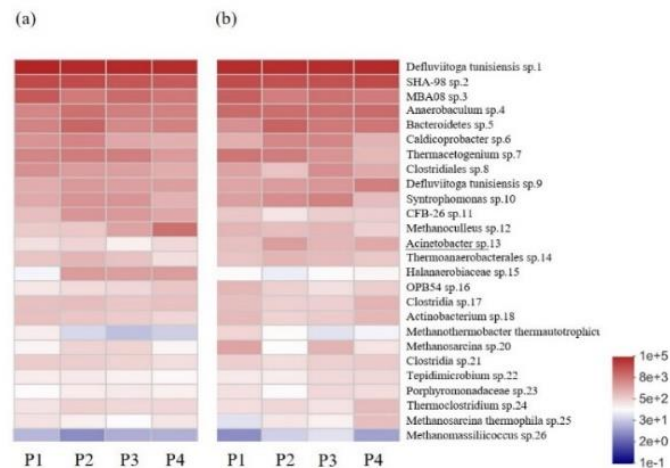 (a) (b)
Defluviitoga tunisiensis sp.1
SHA-98 sp.2
MBA08 sp.3
Anaerobaculum sp.4
Bacteroidetes sp.5
Caldicoprobacter sp.6
Thermacetogenium sp.7
Clostridiales sp.8
Defluviitoga tunisiensis sp.9
Syntrophomonas sp.10
CFB-26 sp.11
Methanoculleus sp.12
Acinetobacter sp.13
Thermoanaerobacterales sp.14
Halanaerobiaceae sp.15
OPB54 sp.16
Clostridia sp.17
Actinobacterium sp.18
Methanothermobacter thermautotrophicu
Methanosarcina sp.20
Clostridia sp.21
Tepidimicrobium sp.22
Porphyromonadaceae sp.23
Thermoclostridium sp.24
Methanosarcina thermophila sp.25
Methanomassiliicoccus sp.26
1e+5
8e+3
5e+2
3e+1
2e+0
1e-1
P1 P2 P3 P4 P1 P2 P3 P4